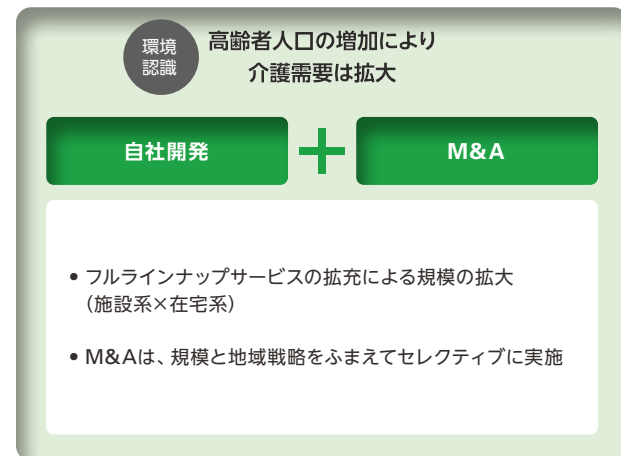 環境
認識
高齢者人口の増加により
介護需要は拡大
自社開発
+
M&A
• フルラインナップサービスの拡充による規模の拡大
（施設系×在宅系）
• M&Aは、規模と地域戦略をふまえてセレクティブに実施